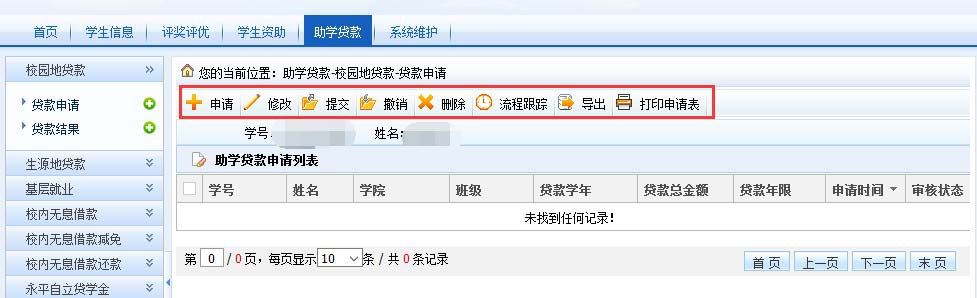 首页 学生信息 评奖评优 学生资助 助学贷款 系统维护
校园地贷款
贷款申请
贷款结果
生源地贷款
基层就业
校内无息借款
校内无息借款减免
校内无息借款还款
永平自立贷学金
您的当前位置：助学贷款-校园地贷款-贷款申请
申请 修改 提交 撤销 删除 流程跟踪 导出 打印申请表
学号: 姓名:
助学贷款申请列表
学号 姓名 学院 班级 贷款学年 贷款总金额 贷款年限 申请时间 审核状态
未找到任何记录！
第 0 / 0 页，每页显示 10 条 / 共 0 条记录 首 页 上一页 下一页 末 页